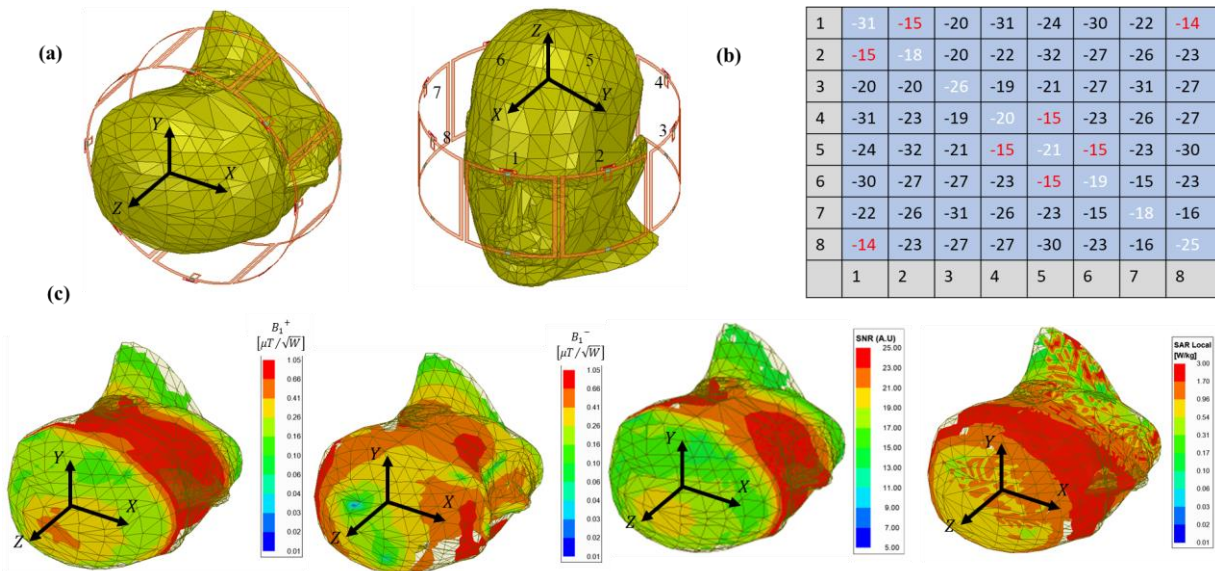 (a)
Y
X
Z
Z
6
5
7
4
X
Y
8
3
1
2
(b)
1 -31 -15 -20 -31 -24 -30 -22 -14
2 -15 -18 -20 -22 -32 -27 -26 -23
3 -20 -20 -26 -19 -21 -27 -31 -27
4 -31 -23 -19 -20 -15 -23 -26 -27
5 -24 -32 -21 -15 -21 -15 -23 -30
6 -30 -27 -27 -23 -15 -19 -15 -23
7 -22 -26 -31 -26 -23 -15 -18 -16
8 -14 -23 -27 -27 -30 -23 -16 -25
1 2 3 4 5 6 7 8
(c)
Y
X
Z
B₁⁺
[μT/√W]
1.05
0.66
0.41
0.26
0.16
0.10
0.07
0.04
0.03
0.02
0.02
0.01
Y
X
Z
B₁⁻
[μT/√W]
1.05
0.66
0.41
0.26
0.16
0.10
0.07
0.04
0.03
0.02
0.02
0.01
Y
X
Z
SNR (A.U)
25.00
23.00
21.00
19.00
17.00
15.00
13.00
11.00
9.00
7.00
5.00
Y
X
Z
SAR Local
[W/kg]
3.00
1.70
0.96
0.54
0.31
0.17
0.10
0.06
0.03
0.02
0.01